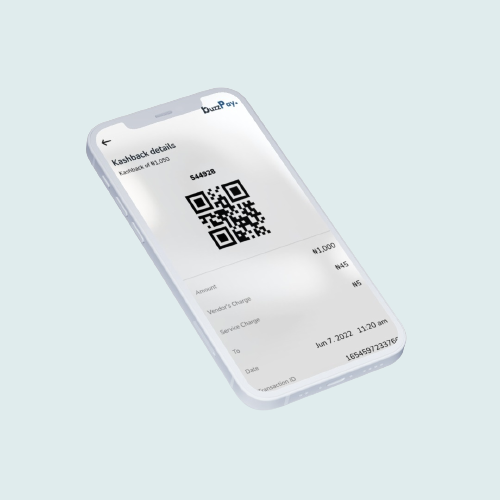 buzzPay.
Kashback details
Kashback of ₦1,050
544928
Amount ₦1,000
Vendor's Charge ₦45
Service Charge ₦5
To
Date Jun 7, 2022 11:20 am
Transaction ID